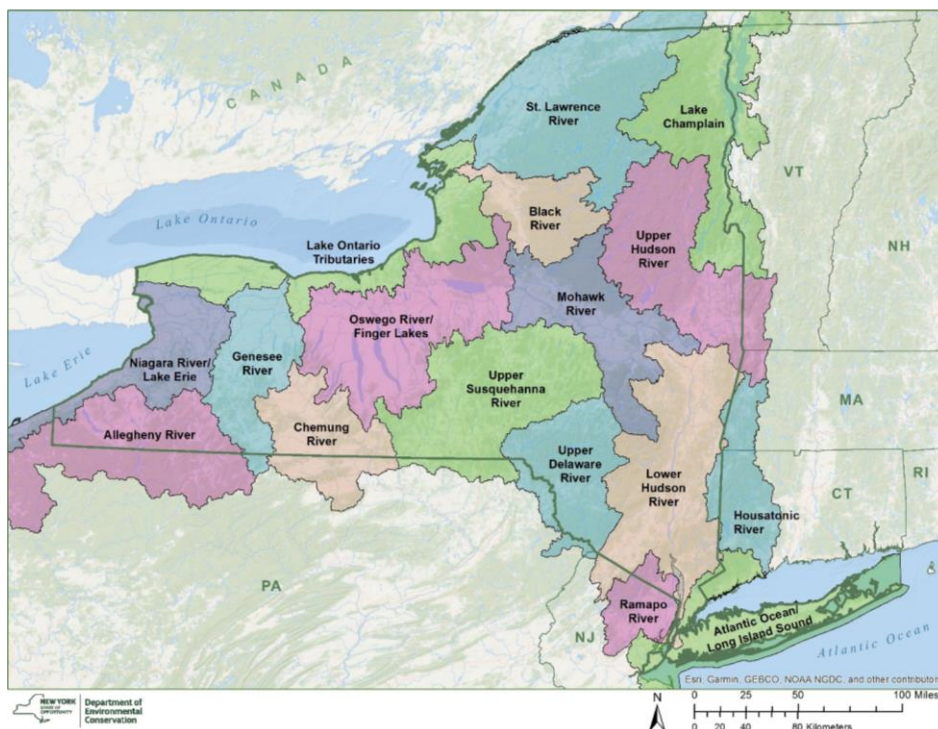 CANADA
St. Lawrence
River
Lake
Champlain
VT
NH
Black
River
Lake Ontario
Upper
Hudson
River
Lake Ontario
Tributaries
Mohawk
River
Oswego River/
Finger Lakes
Lake Erie
Niagara River/
Lake Erie
Genesee
River
Upper
Susquehanna
River
MA
Allegheny River
Chemung
River
Upper
Delaware
River
Lower
Hudson
River
CT
RI
Housatonic
River
PA
Ramapo
River
NJ
Atlantic Ocean/
Long Island Sound
Atlantic Ocean
Esri, Garmin, GEBCO, NOAA NGDC, and other contributor
NEW YORK
STATE OF
OPPORTUNITY
Department of
Environmental
Conservation
N
0 25 50 100 Miles
0 20 40 80 Kilometers